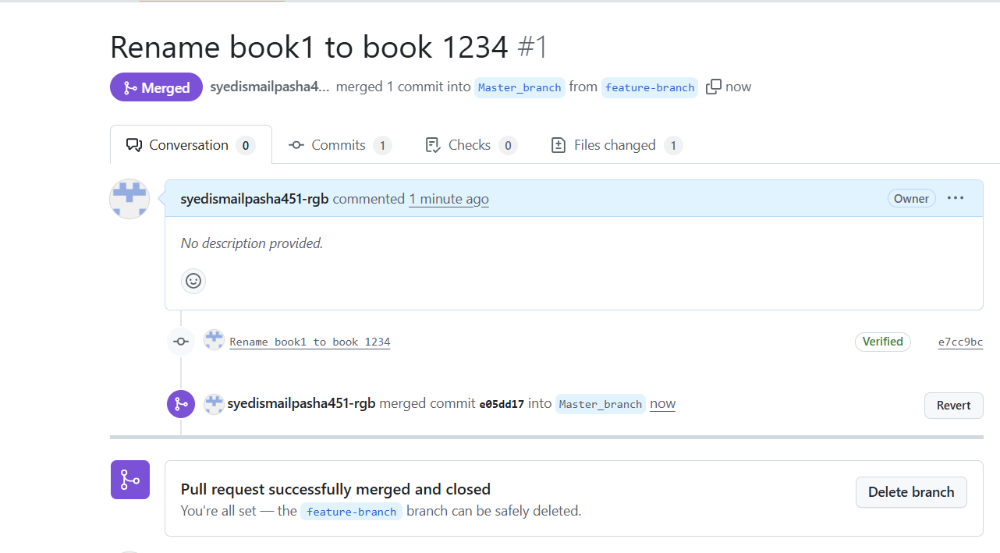 Rename book1 to book 1234 #1
Merged syedismailpasha4... merged 1 commit into Master_branch from feature-branch now
Conversation 0 Commits 1 Checks 0 Files changed 1
syedismailpasha451-rgb commented 1 minute ago Owner
No description provided.
Rename book1 to book 1234 Verified e7cc9bc
syedismailpasha451-rgb merged commit e05dd17 into Master_branch now Revert
Pull request successfully merged and closed
You're all set — the feature-branch branch can be safely deleted. Delete branch